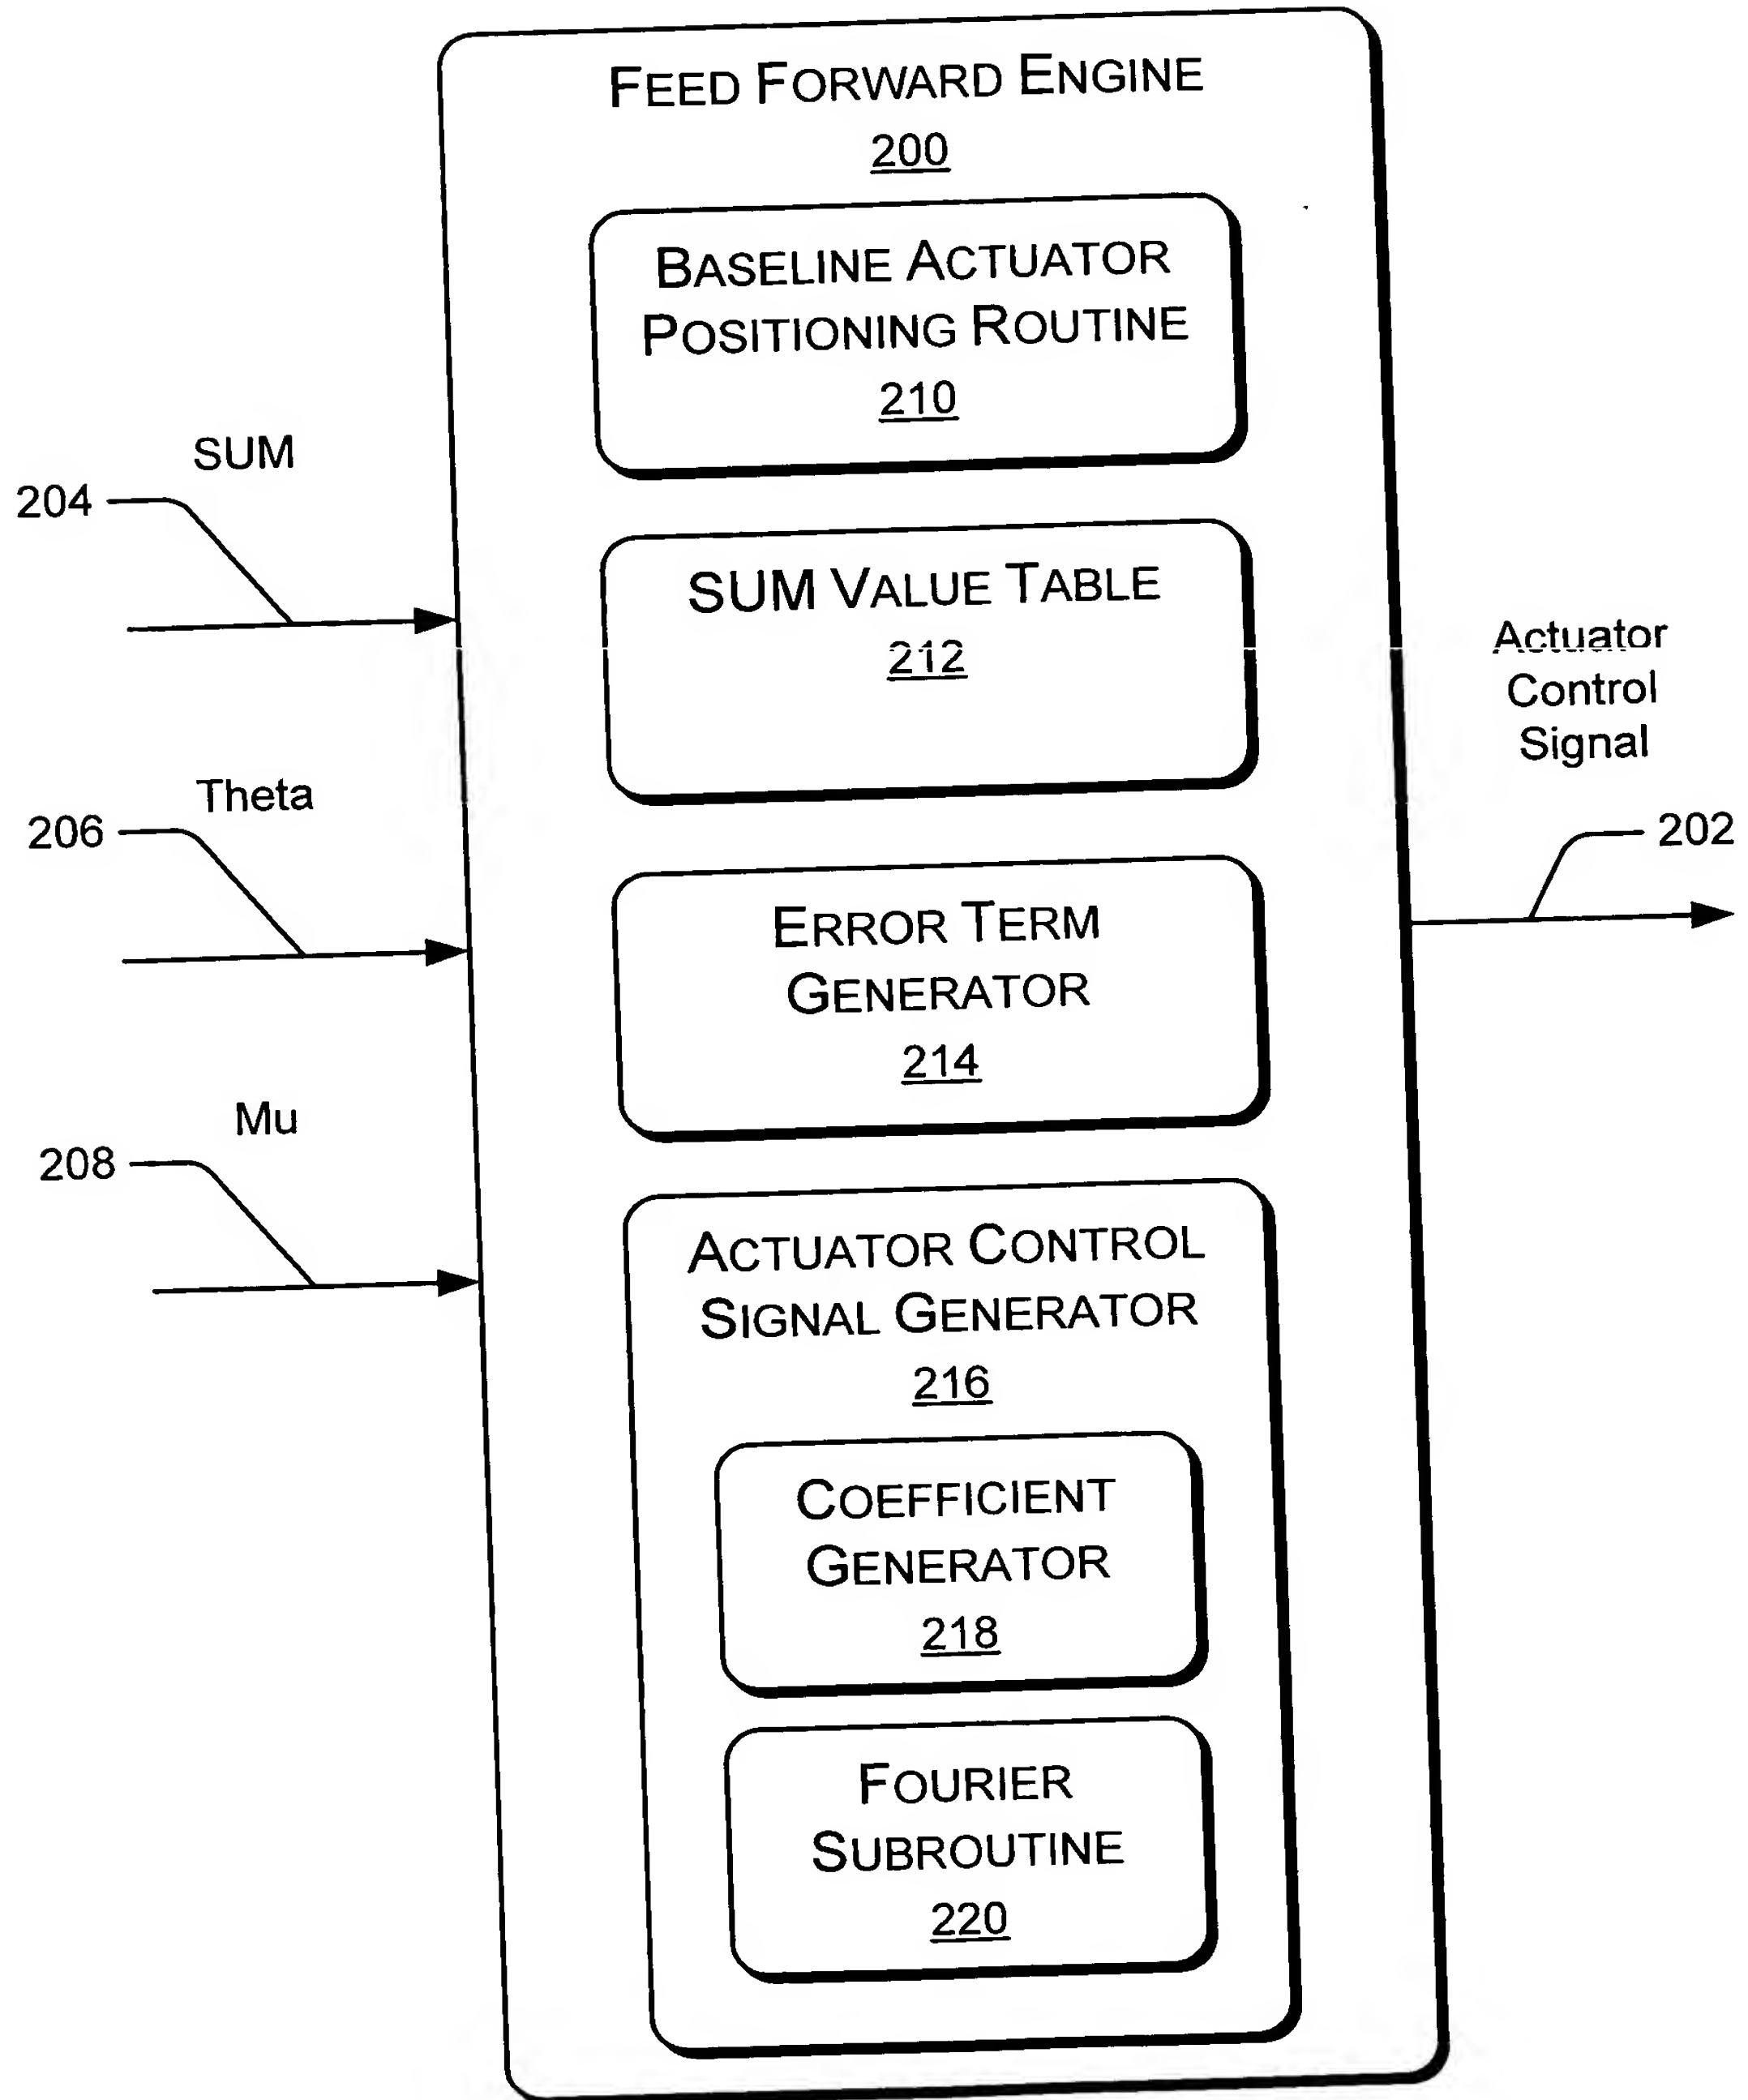 FEED FORWARD ENGINE
200
BASELINE ACTUATOR
POSITIONING ROUTINE
210
SUM
204
SUM VALUE TABLE
212
Actuator
Control
Signal
202
Theta
206
ERROR TERM
GENERATOR
214
Mu
208
ACTUATOR CONTROL
SIGNAL GENERATOR
216
COEFFICIENT
GENERATOR
218
FOURIER
SUBROUTINE
220